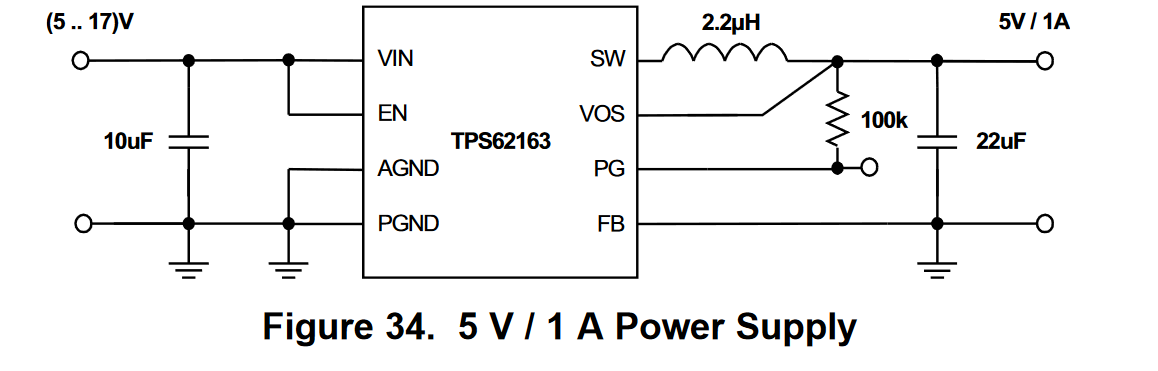 (5 .. 17)V
2.2µH
5V / 1A
VIN
SW
EN
VOS
10uF
TPS62163
100k
22uF
AGND
PG
PGND
FB
Figure 34. 5 V / 1 A Power Supply